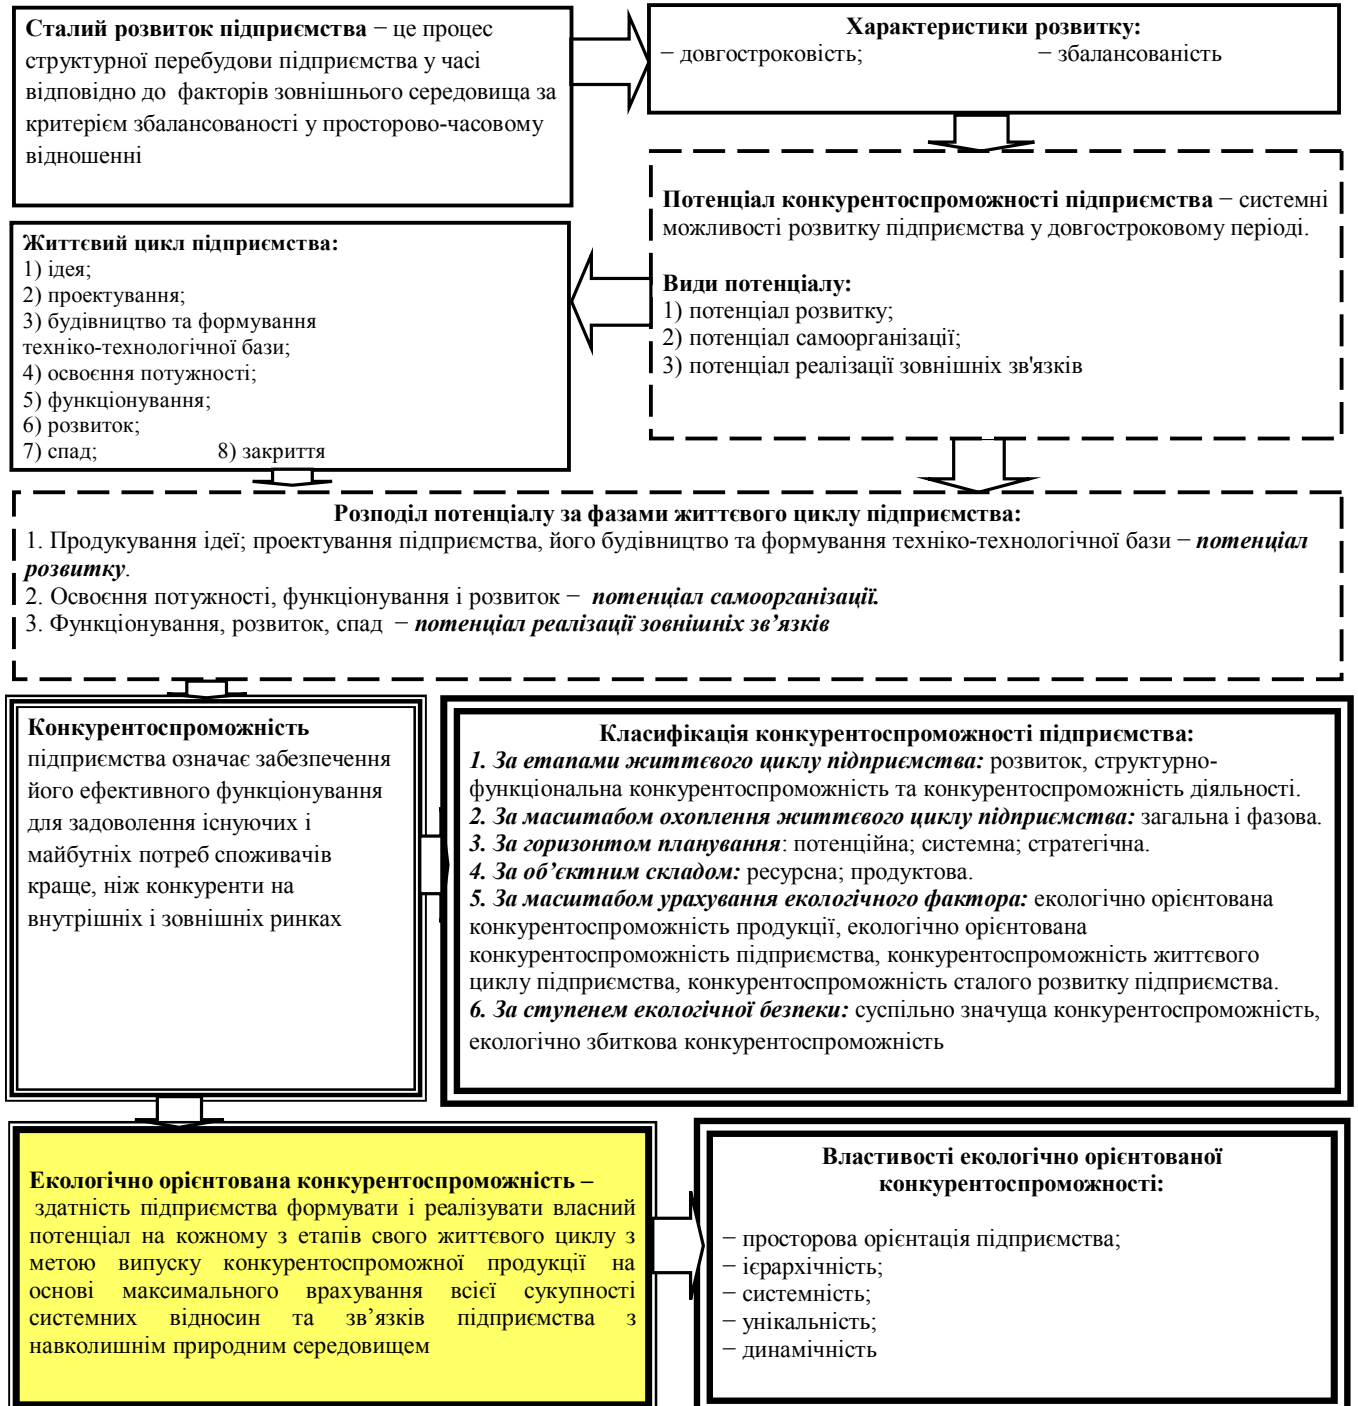 Сталий розвиток підприємства − це процес
структурної перебудови підприємства у часі
відповідно до факторів зовнішнього середовища за
критерієм збалансованості у просторово-часовому
відношенні
Характеристики розвитку:
− довгостроковість; − збалансованість
Потенціал конкурентоспроможності підприємства − системні
можливості розвитку підприємства у довгостроковому періоді.
Види потенціалу:
1) потенціал розвитку;
2) потенціал самоорганізації;
3) потенціал реалізації зовнішніх зв'язків
Життєвий цикл підприємства:
1) ідея;
2) проектування;
3) будівництво та формування
техніко-технологічної бази;
4) освоєння потужності;
5) функціонування;
6) розвиток;
7) спад; 8) закриття
Розподіл потенціалу за фазами життєвого циклу підприємства:
1. Продукування ідеї; проектування підприємства, його будівництво та формування техніко-технологічної бази − потенціал
розвитку.
2. Освоєння потужності, функціонування і розвиток − потенціал самоорганізації.
3. Функціонування, розвиток, спад − потенціал реалізації зовнішніх зв’язків
Конкурентоспроможність
підприємства означає забезпечення
його ефективного функціонування
для задоволення існуючих і
майбутніх потреб споживачів
краще, ніж конкуренти на
внутрішніх і зовнішніх ринках
Класифікація конкурентоспроможності підприємства:
1. За етапами життєвого циклу підприємства: розвиток, структурно-
функціональна конкурентоспроможність та конкурентоспроможність діяльності.
2. За масштабом охоплення життєвого циклу підприємства: загальна і фазова.
3. За горизонтом планування: потенційна; системна; стратегічна.
4. За об’єктним складом: ресурсна; продуктова.
5. За масштабом урахування екологічного фактора: екологічно орієнтована
конкурентоспроможність продукції, екологічно орієнтована
конкурентоспроможність підприємства, конкурентоспроможність життєвого
циклу підприємства, конкурентоспроможність сталого розвитку підприємства.
6. За ступенем екологічної безпеки: суспільно значуща конкурентоспроможність,
екологічно збиткова конкурентоспроможність
Екологічно орієнтована конкурентоспроможність –
здатність підприємства формувати і реалізувати власний
потенціал на кожному з етапів свого життєвого циклу з
метою випуску конкурентоспроможної продукції на
основі максимального врахування всієї сукупності
системних відносин та зв’язків підприємства з
навколишнім природним середовищем
Властивості екологічно орієнтованої
конкурентоспроможності:
− просторова орієнтація підприємства;
− ієрархічність;
− системність;
− унікальність;
− динамічність